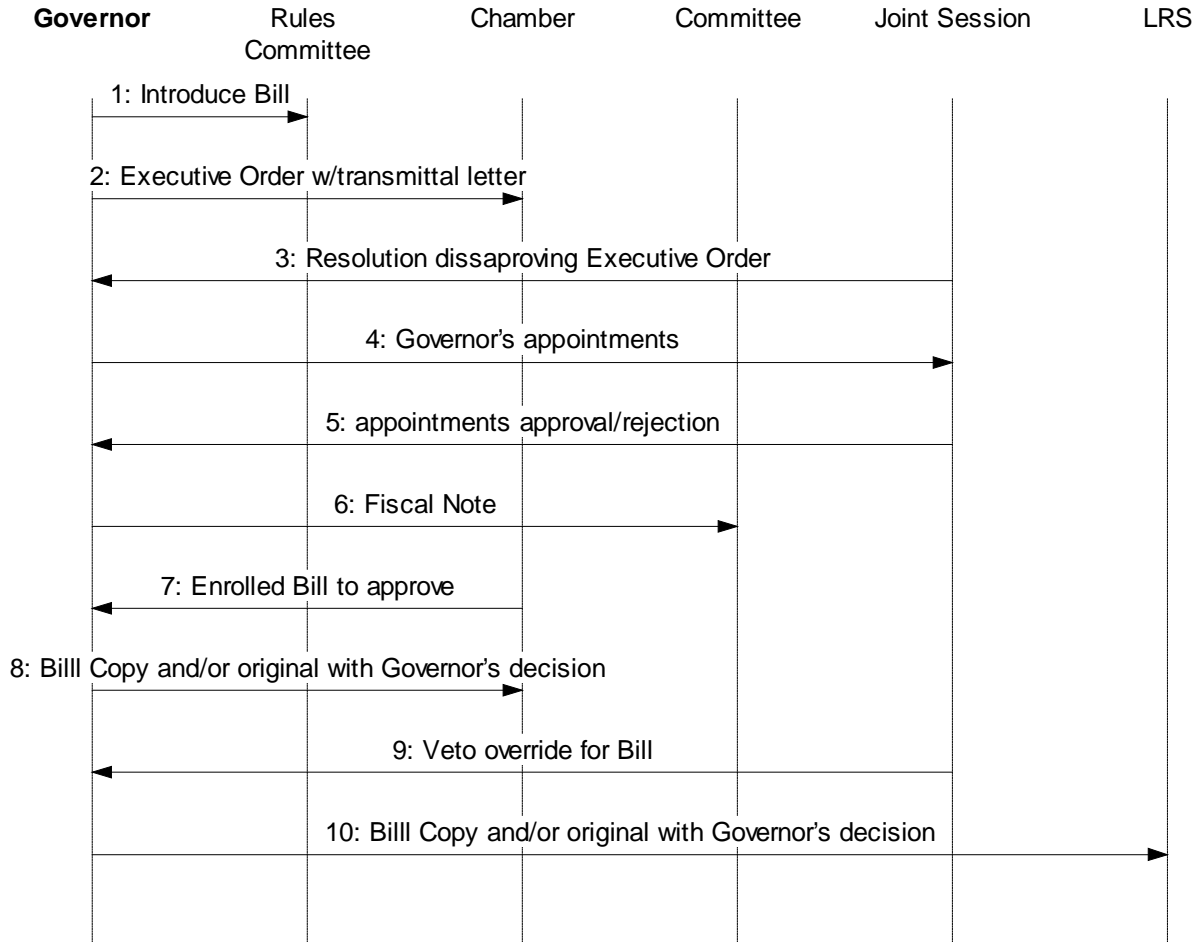 Governor
Rules
Committee
Chamber
Committee
Joint Session
LRS
1: Introduce Bill
2: Executive Order w/transmittal letter
3: Resolution dissaproving Executive Order
4: Governor’s appointments
5: appointments approval/rejection
6: Fiscal Note
7: Enrolled Bill to approve
8: Billl Copy and/or original with Governor’s decision
9: Veto override for Bill
10: Billl Copy and/or original with Governor’s decision